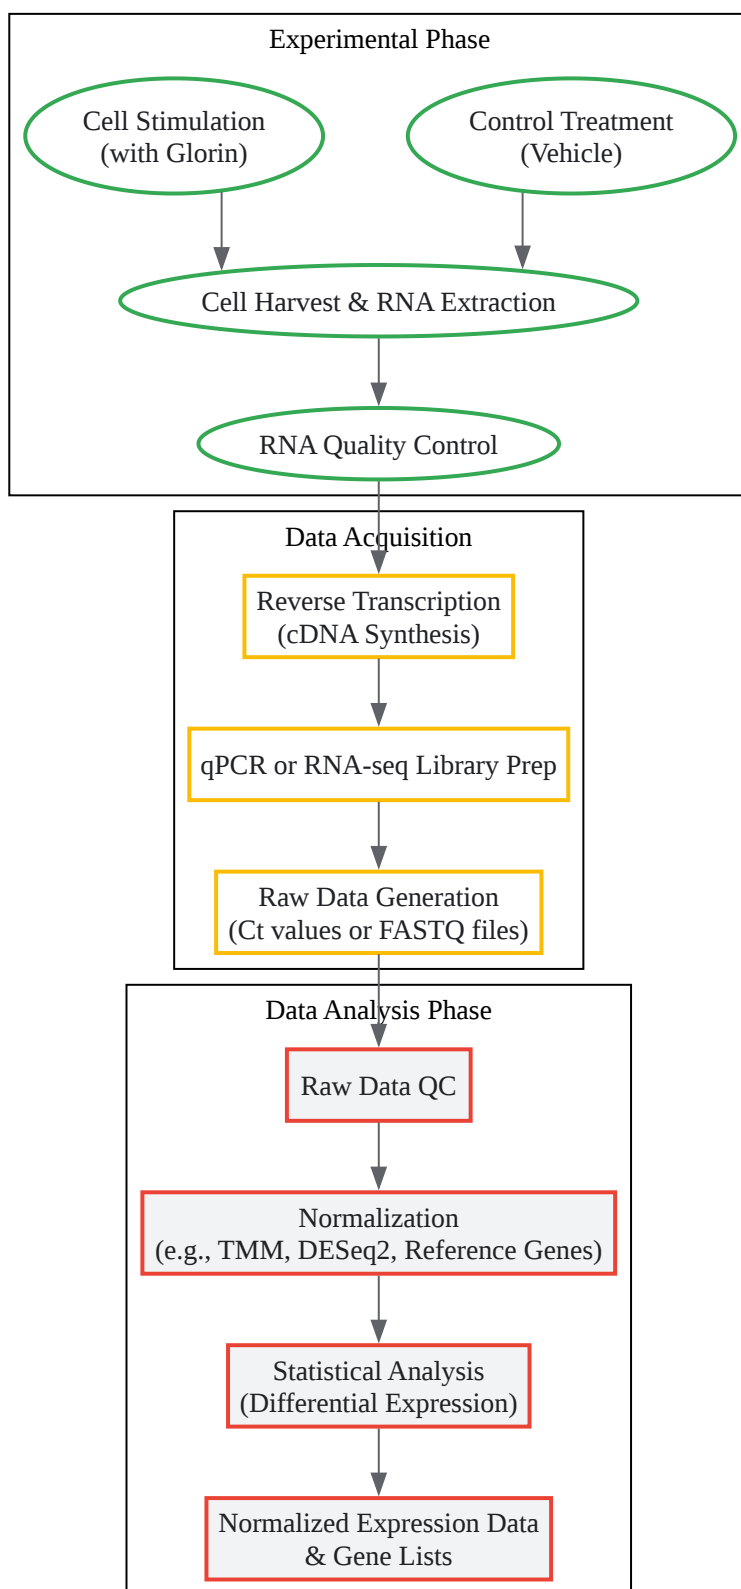 Experimental Phase
Cell Stimulation
(with Glorin)
Control Treatment
(Vehicle)
Cell Harvest & RNA Extraction
RNA Quality Control
Data Acquisition
Reverse Transcription
(cDNA Synthesis)
qPCR or RNA-seq Library Prep
Raw Data Generation
(Ct values or FASTQ files)
Data Analysis Phase
Raw Data QC
Normalization
(e.g., TMM, DESeq2, Reference Genes)
Statistical Analysis
(Differential Expression)
Normalized Expression Data
& Gene Lists